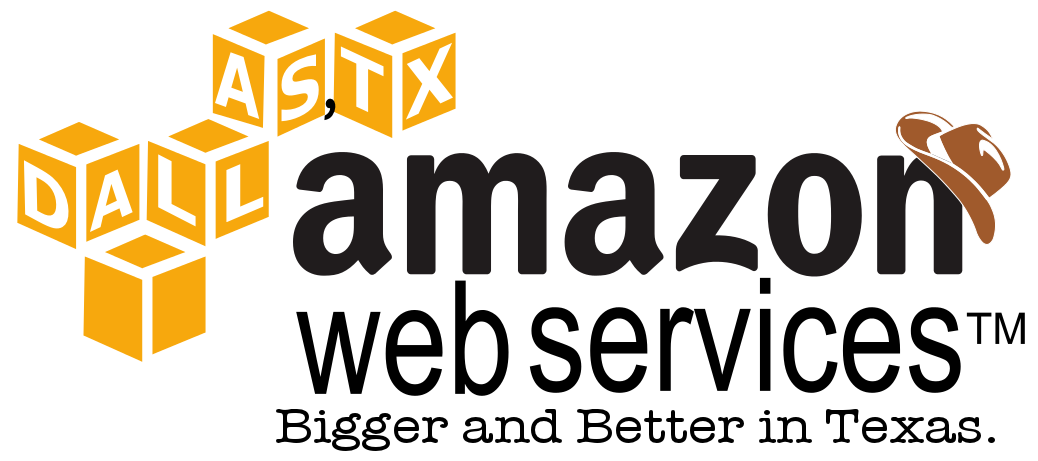 DALLAS,TX
amazon
web services™
Bigger and Better in Texas.